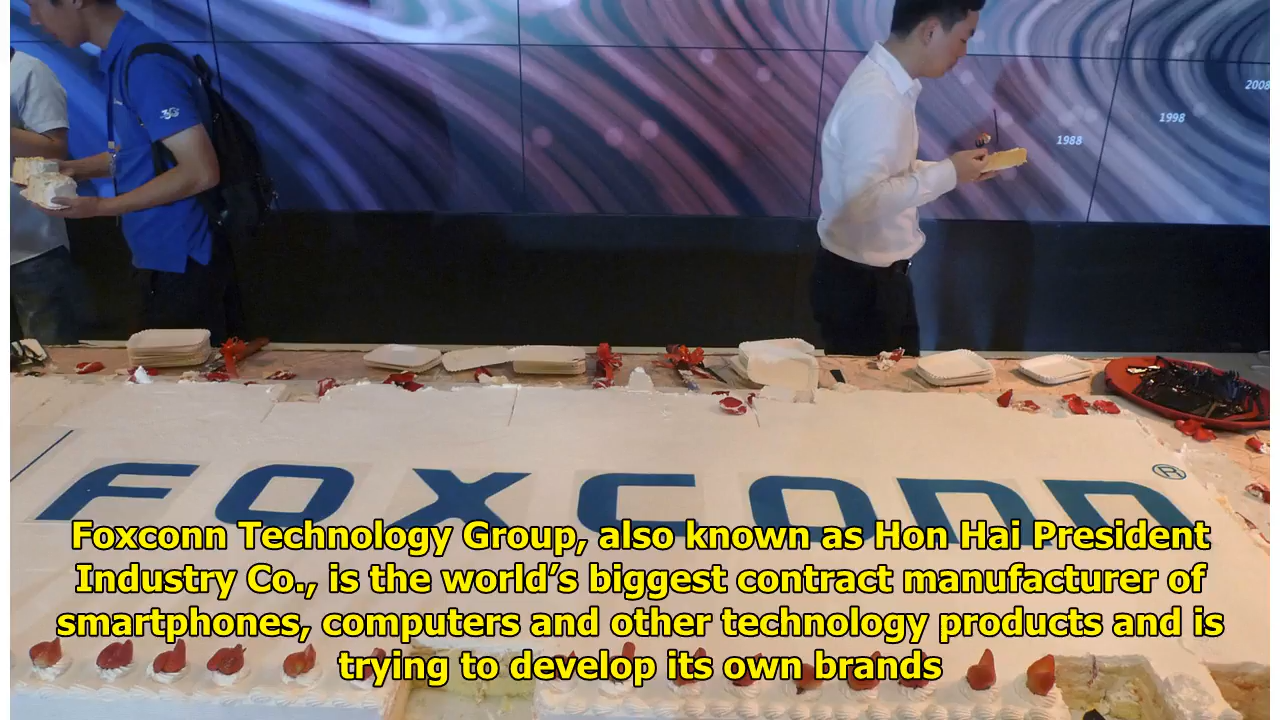 2008
1998
1988
3G
FOXCONN®
Foxconn Technology Group, also known as Hon Hai President
Industry Co., is the world’s biggest contract manufacturer of
smartphones, computers and other technology products and is
trying to develop its own brands